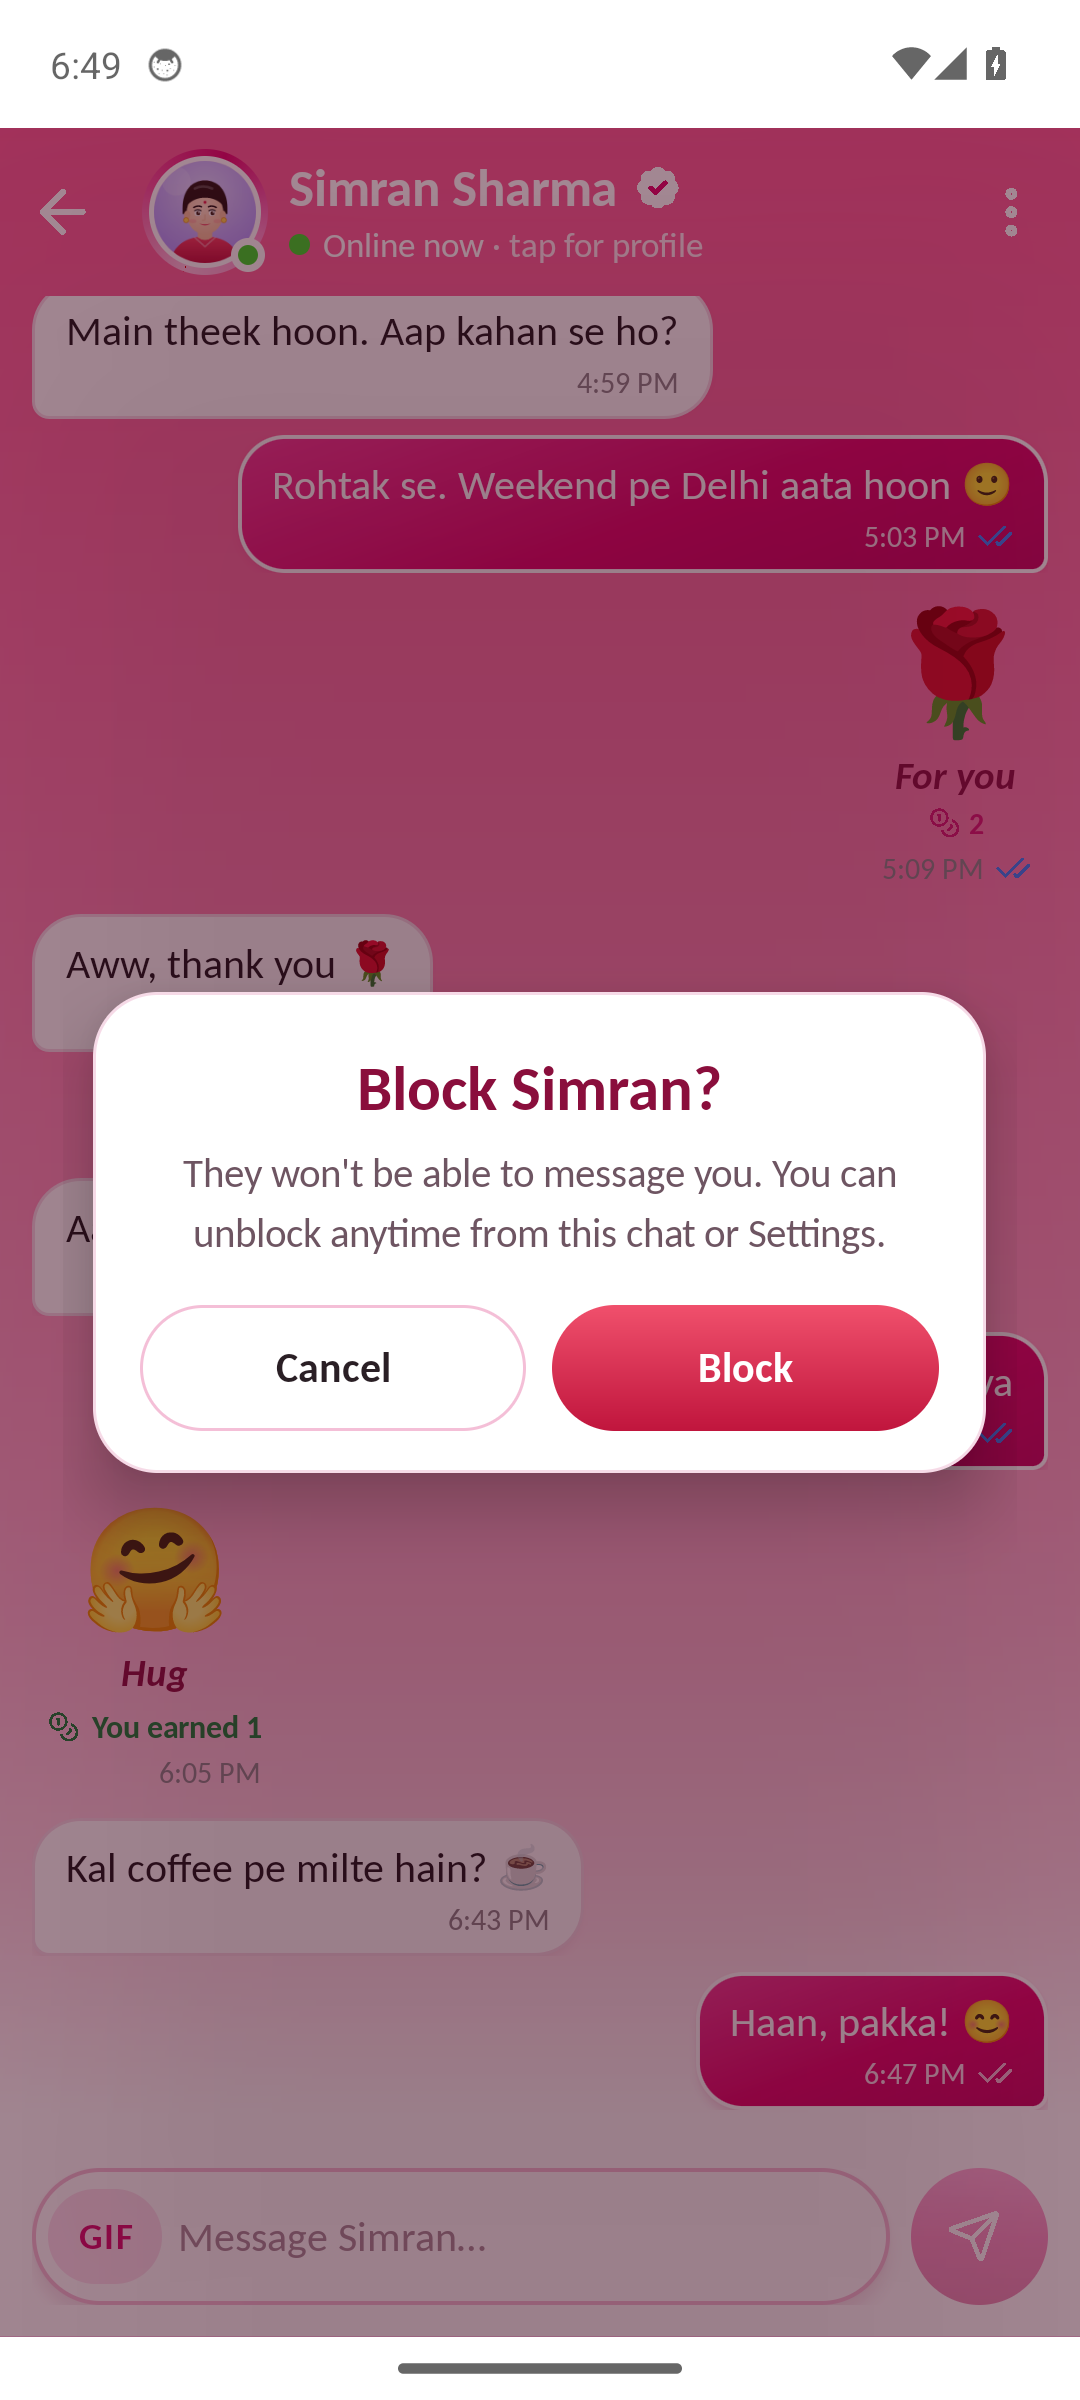 6:49
Simran Sharma
Online now · tap for profile
Main theek hoon. Aap kahan se ho?
4:59 PM
Rohtak se. Weekend pe Delhi aata hoon 🙂
5:03 PM
For you
2
5:09 PM
Aww, thank you 🌹
Block Simran?
They won't be able to message you. You can
unblock anytime from this chat or Settings.
Cancel
Block
Hug
You earned 1
6:05 PM
Kal coffee pe milte hain? ☕
6:43 PM
Haan, pakka! 😊
6:47 PM
GIF
Message Simran...